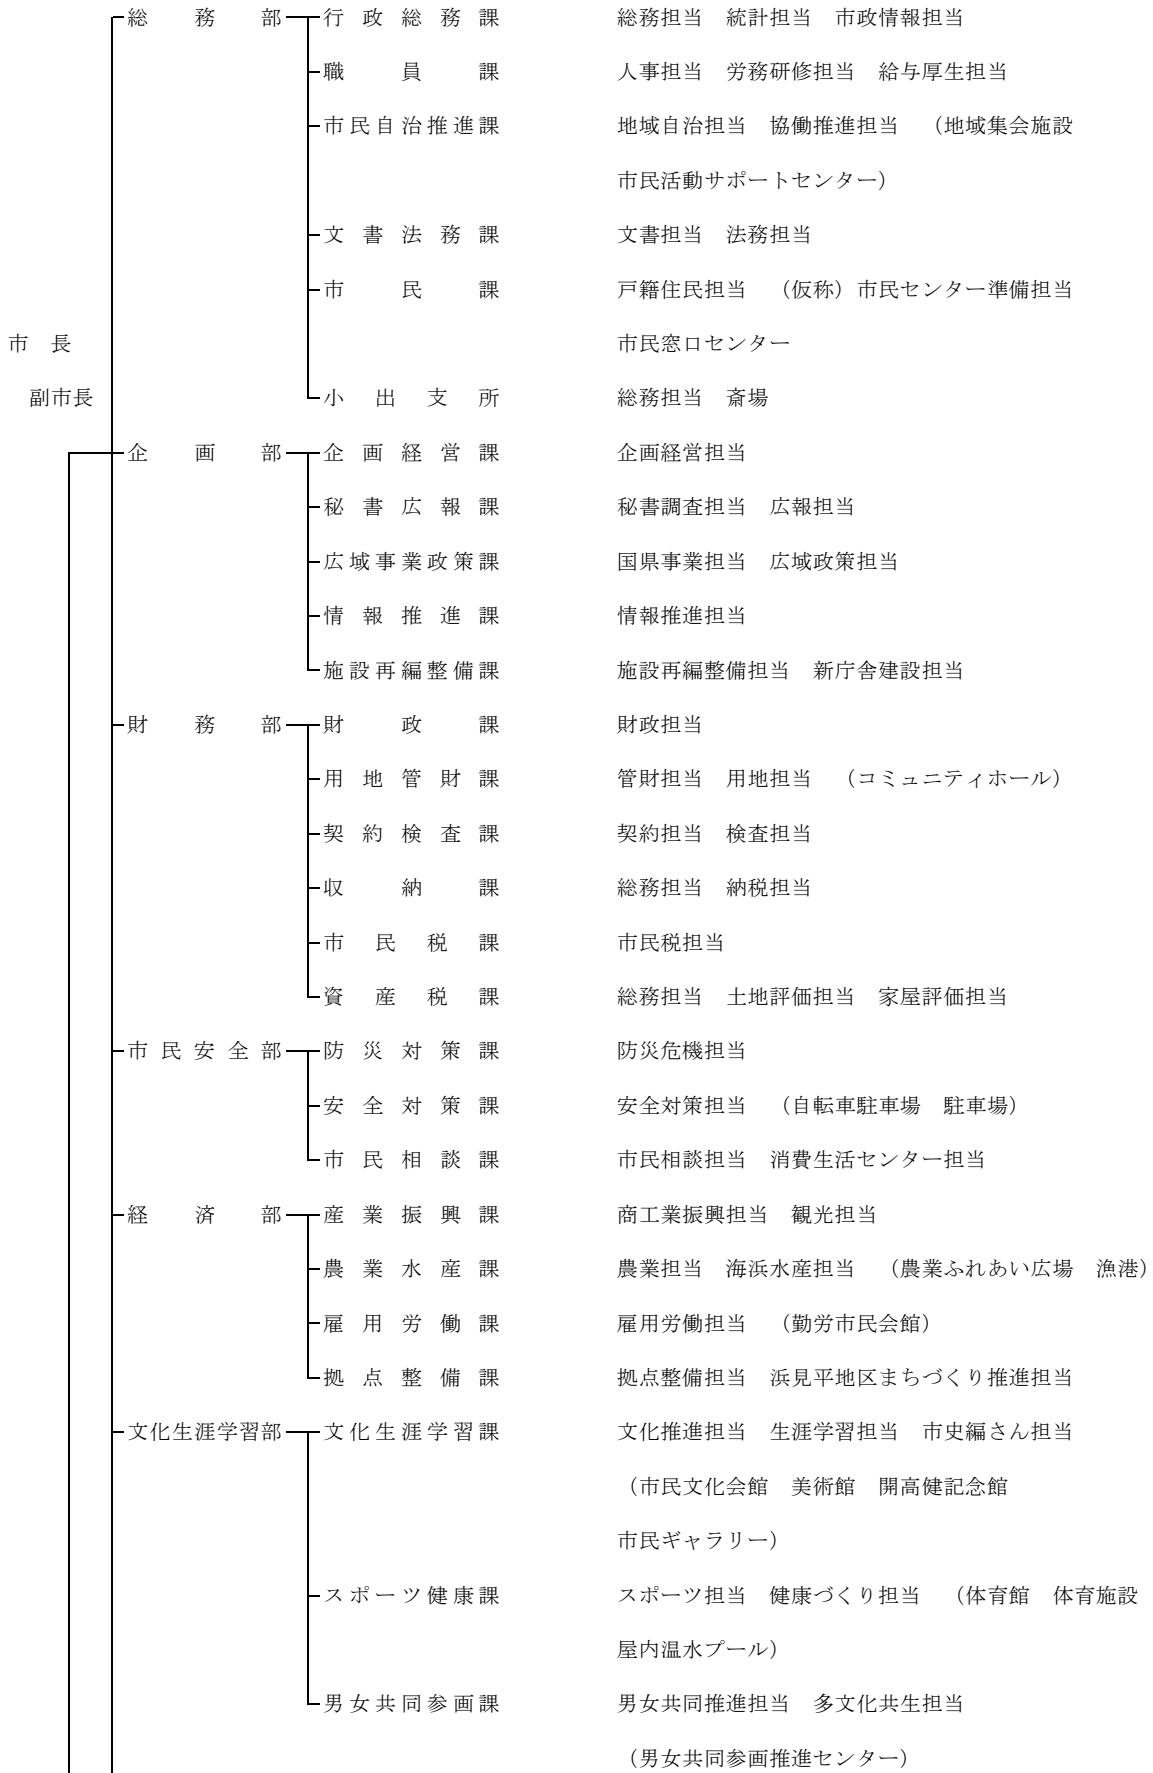 総務部 行政総務課 総務担当 統計担当 市政情報担当
職員課 人事担当 労務研修担当 給与厚生担当
市民自治推進課 地域自治担当 協働推進担当 （地域集会施設
市民活動サポートセンター）
文書法務課 文書担当 法務担当
市民課 戸籍住民担当 （仮称）市民センター準備担当
市長 市民窓口センター
副市長 小出支所 総務担当 斎場
企画部 企画経営課 企画経営担当
秘書広報課 秘書調査担当 広報担当
広域事業政策課 国県事業担当 広域政策担当
情報推進課 情報推進担当
施設再編整備課 施設再編整備担当 新庁舎建設担当
財務部 財政課 財政担当
用地管財課 管財担当 用地担当 （コミュニティホール）
契約検査課 契約担当 検査担当
収納課 総務担当 納税担当
市民税課 市民税担当
資産税課 総務担当 土地評価担当 家屋評価担当
市民安全部 防災対策課 防災危機担当
安全対策課 安全対策担当 （自転車駐車場 駐車場）
市民相談課 市民相談担当 消費生活センター担当
経済部 産業振興課 商工業振興担当 観光担当
農業水産課 農業担当 海浜水産担当 （農業ふれあい広場 漁港）
雇用労働課 雇用労働担当 （勤労市民会館）
拠点整備課 拠点整備担当 浜見平地区まちづくり推進担当
文化生涯学習部 文化生涯学習課 文化推進担当 生涯学習担当 市史編さん担当
（市民文化会館 美術館 開高健記念館
市民ギャラリー）
スポーツ健康課 スポーツ担当 健康づくり担当 （体育館 体育施設
屋内温水プール）
男女共同参画課 男女共同推進担当 多文化共生担当
（男女共同参画推進センター）